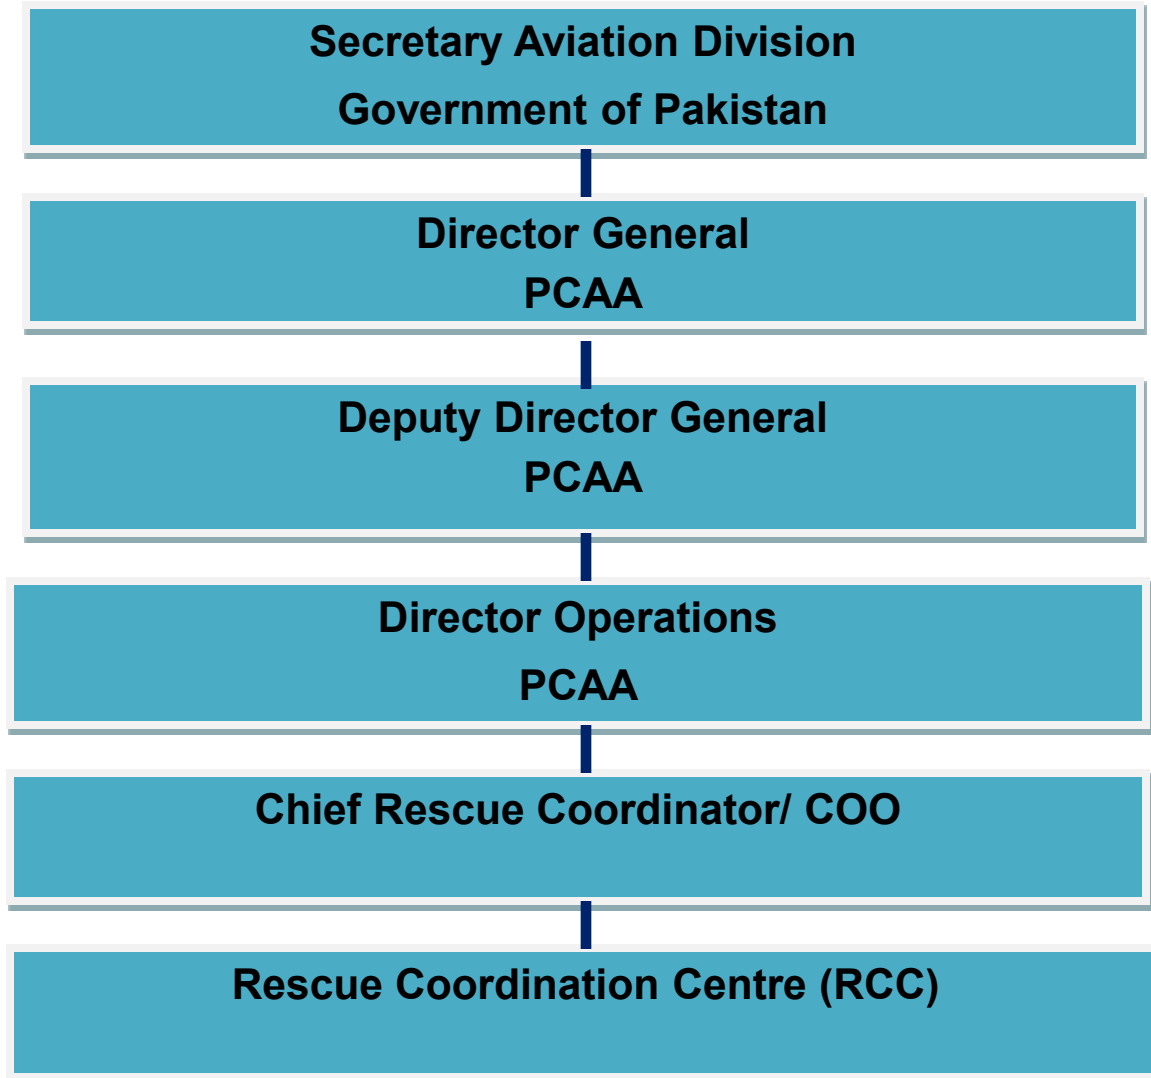 Secretary Aviation Division
Government of Pakistan
Director General
PCAA
Deputy Director General
PCAA
Director Operations
PCAA
Chief Rescue Coordinator/ COO
Rescue Coordination Centre (RCC)